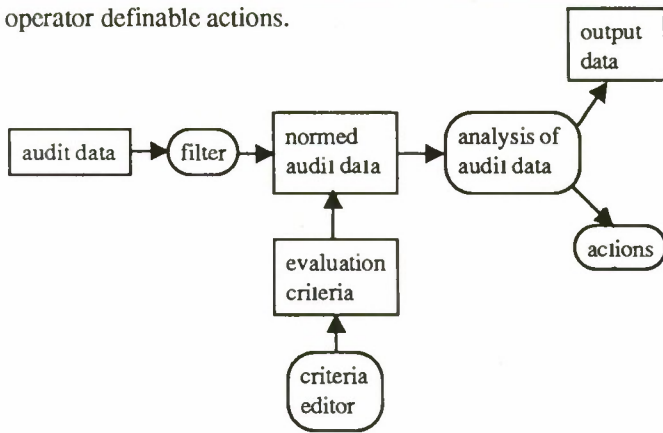 operator definable actions.
output
data
audit data
filter
normed
audit data
analysis of
audit data
actions
evaluation
criteria
criteria
editor